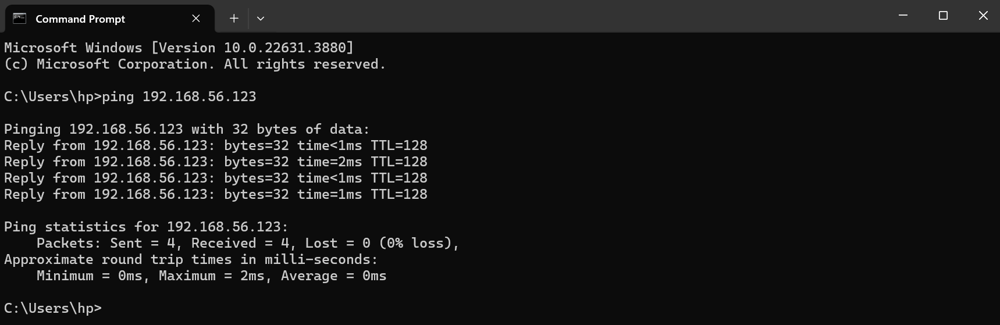 Command Prompt
Microsoft Windows [Version 10.0.22631.3880]
(c) Microsoft Corporation. All rights reserved.
C:\Users\hp>ping 192.168.56.123
Pinging 192.168.56.123 with 32 bytes of data:
Reply from 192.168.56.123: bytes=32 time<1ms TTL=128
Reply from 192.168.56.123: bytes=32 time=2ms TTL=128
Reply from 192.168.56.123: bytes=32 time<1ms TTL=128
Reply from 192.168.56.123: bytes=32 time=1ms TTL=128
Ping statistics for 192.168.56.123:
    Packets: Sent = 4, Received = 4, Lost = 0 (0% loss),
Approximate round trip times in milli-seconds:
    Minimum = 0ms, Maximum = 2ms, Average = 0ms
C:\Users\hp>